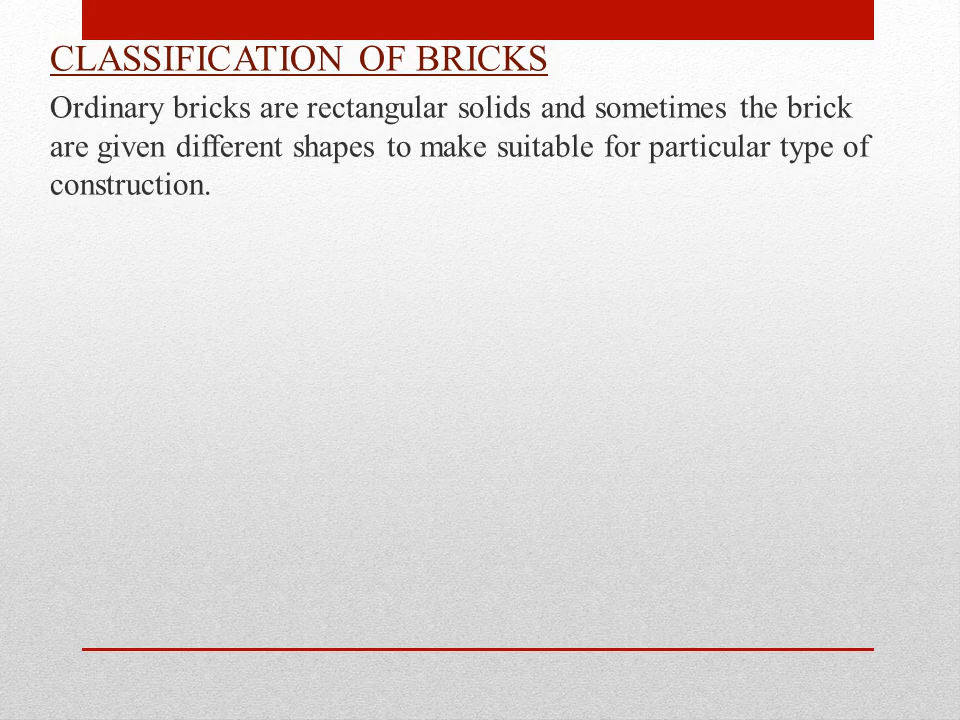 CLASSIFICATION OF BRICKS
Ordinary bricks are rectangular solids and sometimes the brick
are given different shapes to make suitable for particular type of
construction.